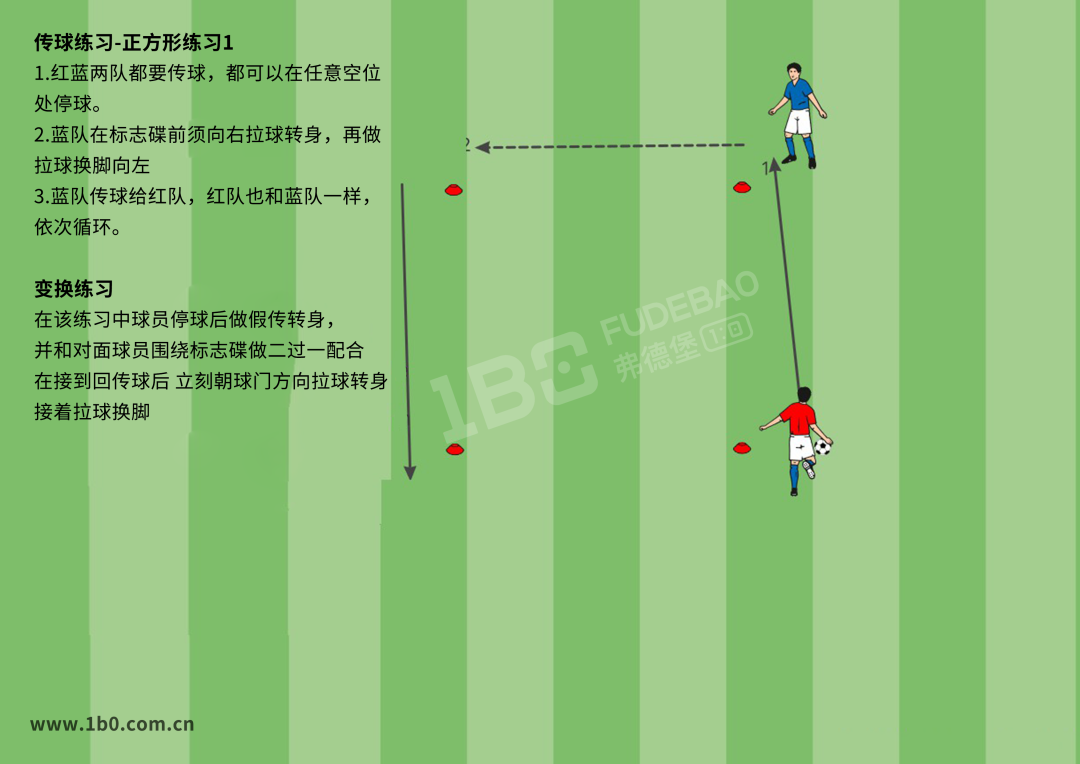 传球练习-正方形练习1
1.红蓝两队都要传球，都可以在任意空位
处停球。
2.蓝队在标志碟前须向右拉球转身，再做
拉球换脚向左
3.蓝队传球给红队，红队也和蓝队一样，
依次循环。
变换练习
在该练习中球员停球后做假传转身，
并和对面球员围绕标志碟做二过一配合
在接到回传球后 立刻朝球门方向拉球转身
接着拉球换脚
2
1
1B0
FUDEBAO
弗德堡 1:0
www.1b0.com.cn